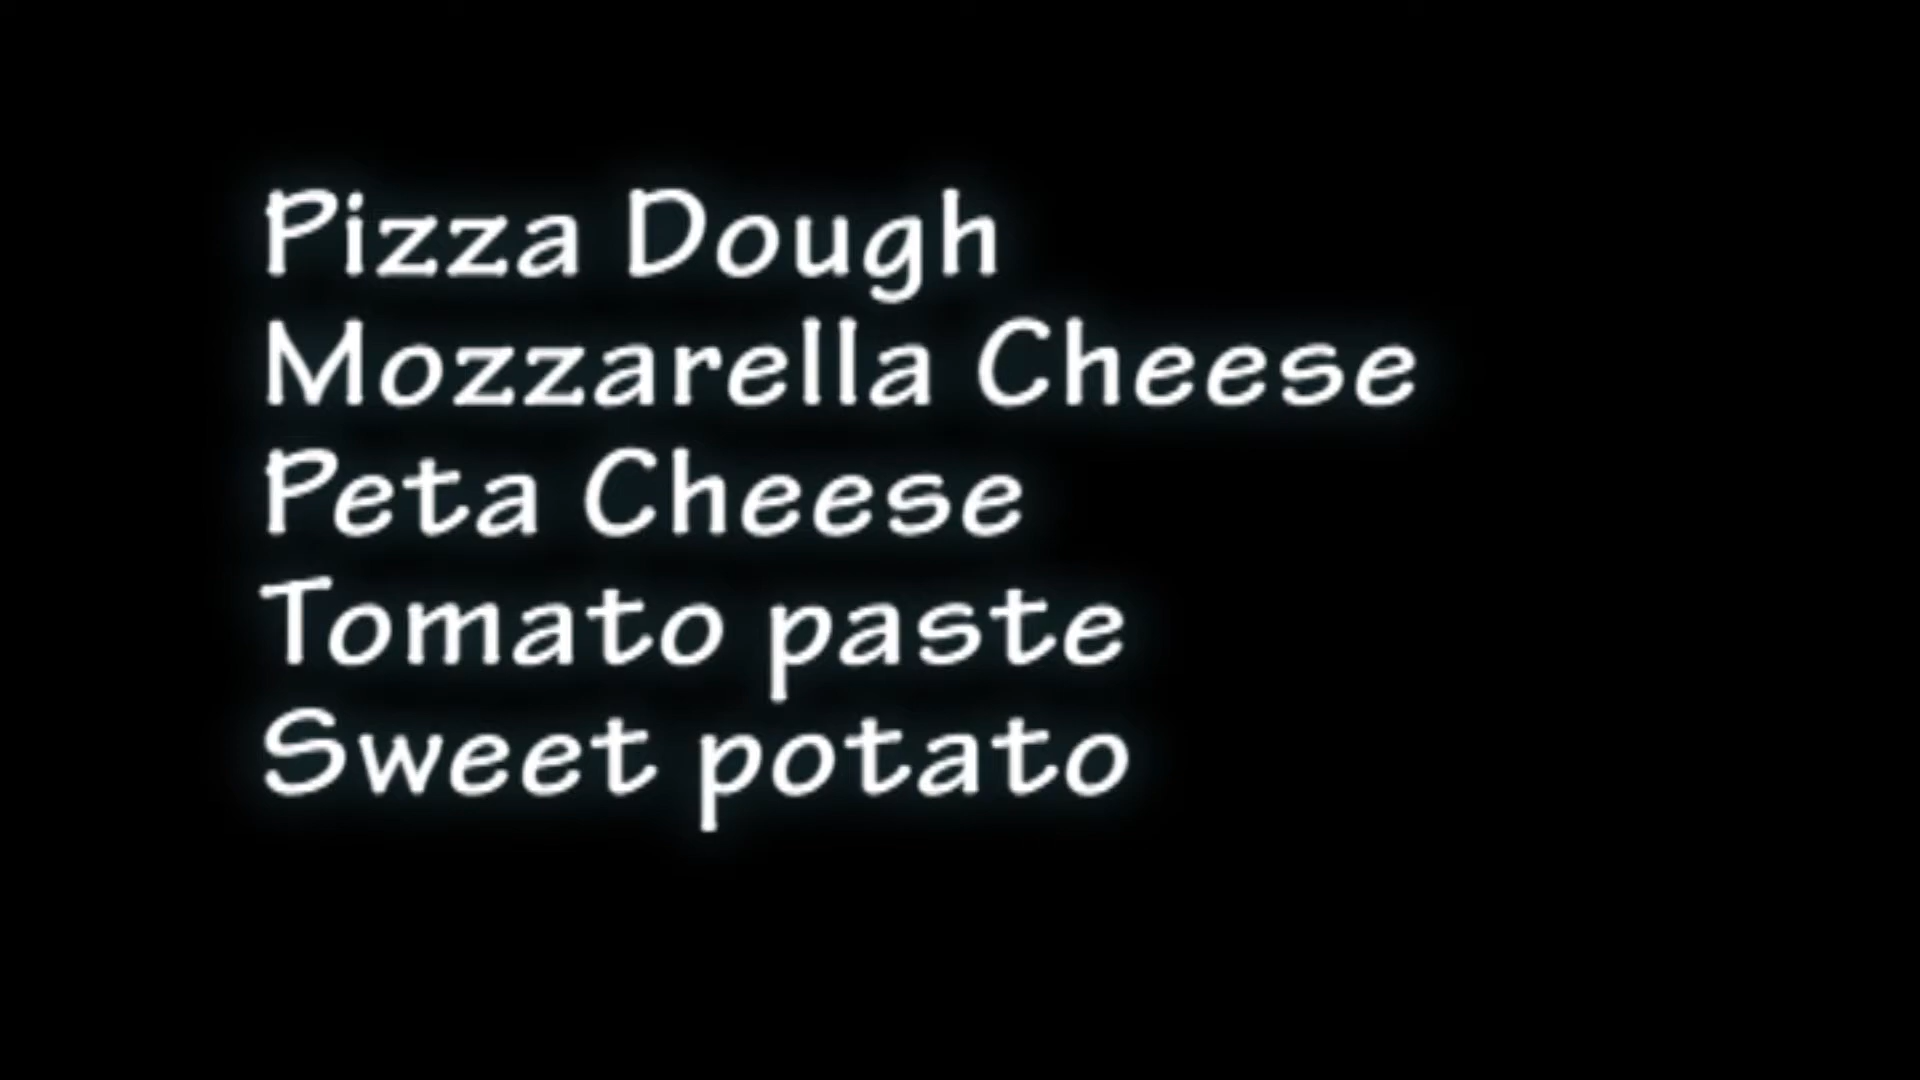 Pizza Dough
Mozzarella Cheese
Peta Cheese
Tomato paste
Sweet potato